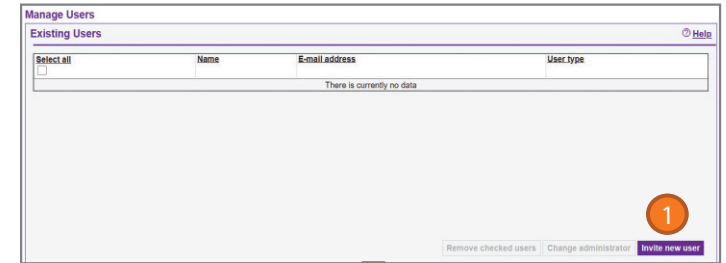 Manage Users
Existing Users
Help
Select all
Name
E-mail address
User type
There is currently no data
1
Remove checked users
Change administrator
Invite new user